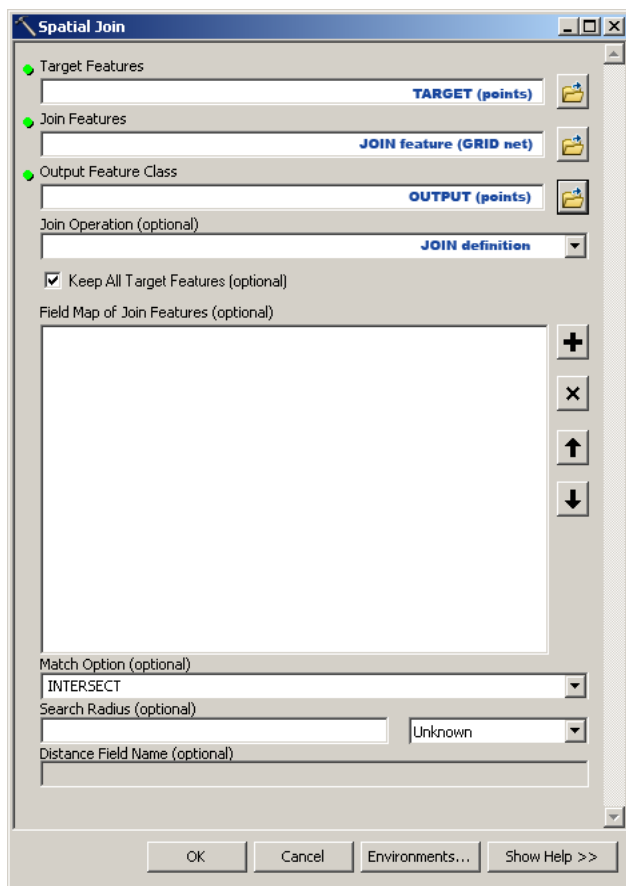 Spatial Join
Target Features
TARGET (points)
Join Features
JOIN feature (GRID net)
Output Feature Class
OUTPUT (points)
Join Operation (optional)
JOIN definition
Keep All Target Features (optional)
Field Map of Join Features (optional)
Match Option (optional)
INTERSECT
Search Radius (optional)
Unknown
Distance Field Name (optional)
OK Cancel Environments... Show Help >>